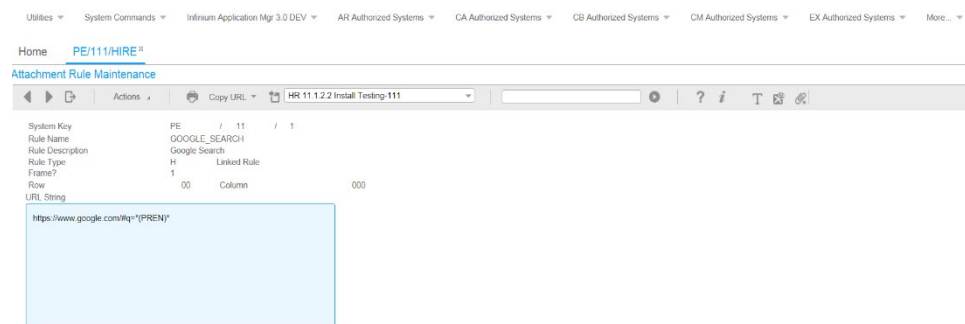 Utilities System Commands Infinium Application Mgr 3.0 DEV AR Authorized Systems CA Authorized Systems CB Authorized Systems CM Authorized Systems EX Authorized Systems More...
Home PE/111/HIRE x
Attachment Rule Maintenance
Actions Copy URL HR 11 1.2.2 Install Testing-111
System Key PE / 11 / 1
Rule Name GOOGLE_SEARCH
Rule Description Google Search
Rule Type H Linked Rule
Frame? 1
Row 00 Column 000
URL String
https://www.google.com/#q="(PREN)"